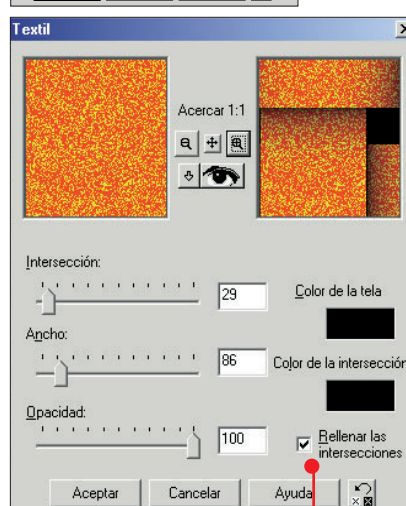 Textil
Acercar 1:1
Intersección:
29
Color de la tela
Ancho:
86
Color de la intersección
Opacidad:
100
Rellenar las
intersecciones
Aceptar Cancelar Ayuda